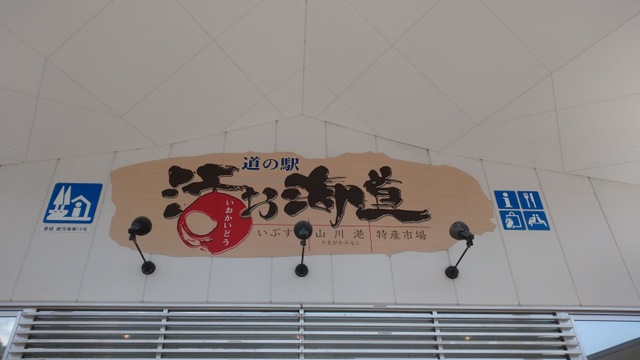 道の駅
活お海道
いおかいどう
いぶすき 山川港 特産市場
やまがわみなと